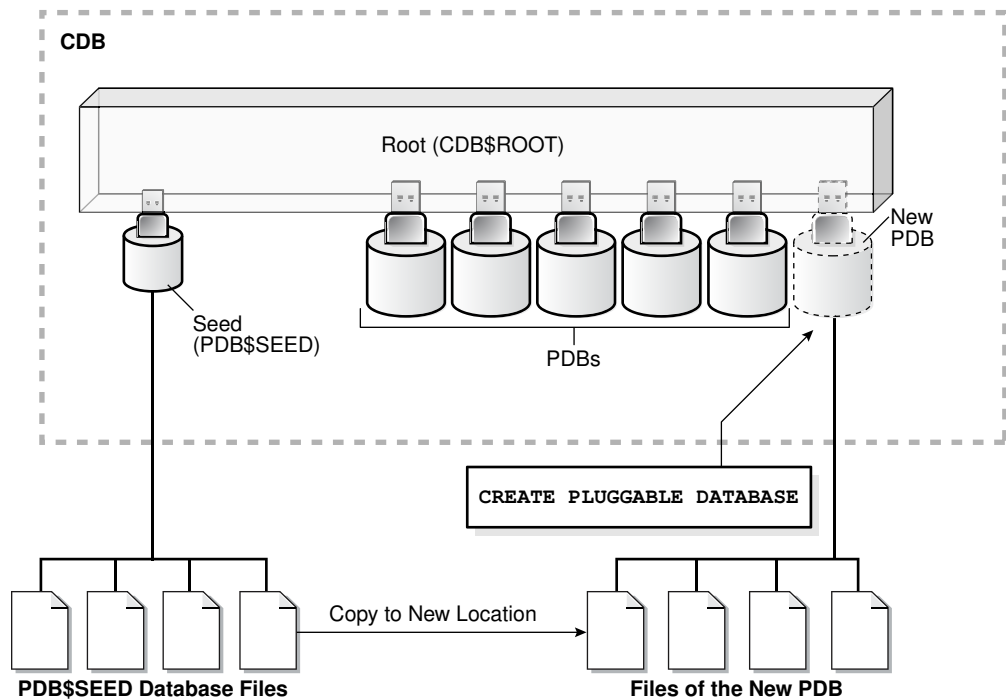 CDB
Root (CDB$ROOT)
New
PDB
Seed
(PDB$SEED)
PDBs
CREATE PLUGGABLE DATABASE
Copy to New Location
PDB$SEED Database Files
Files of the New PDB